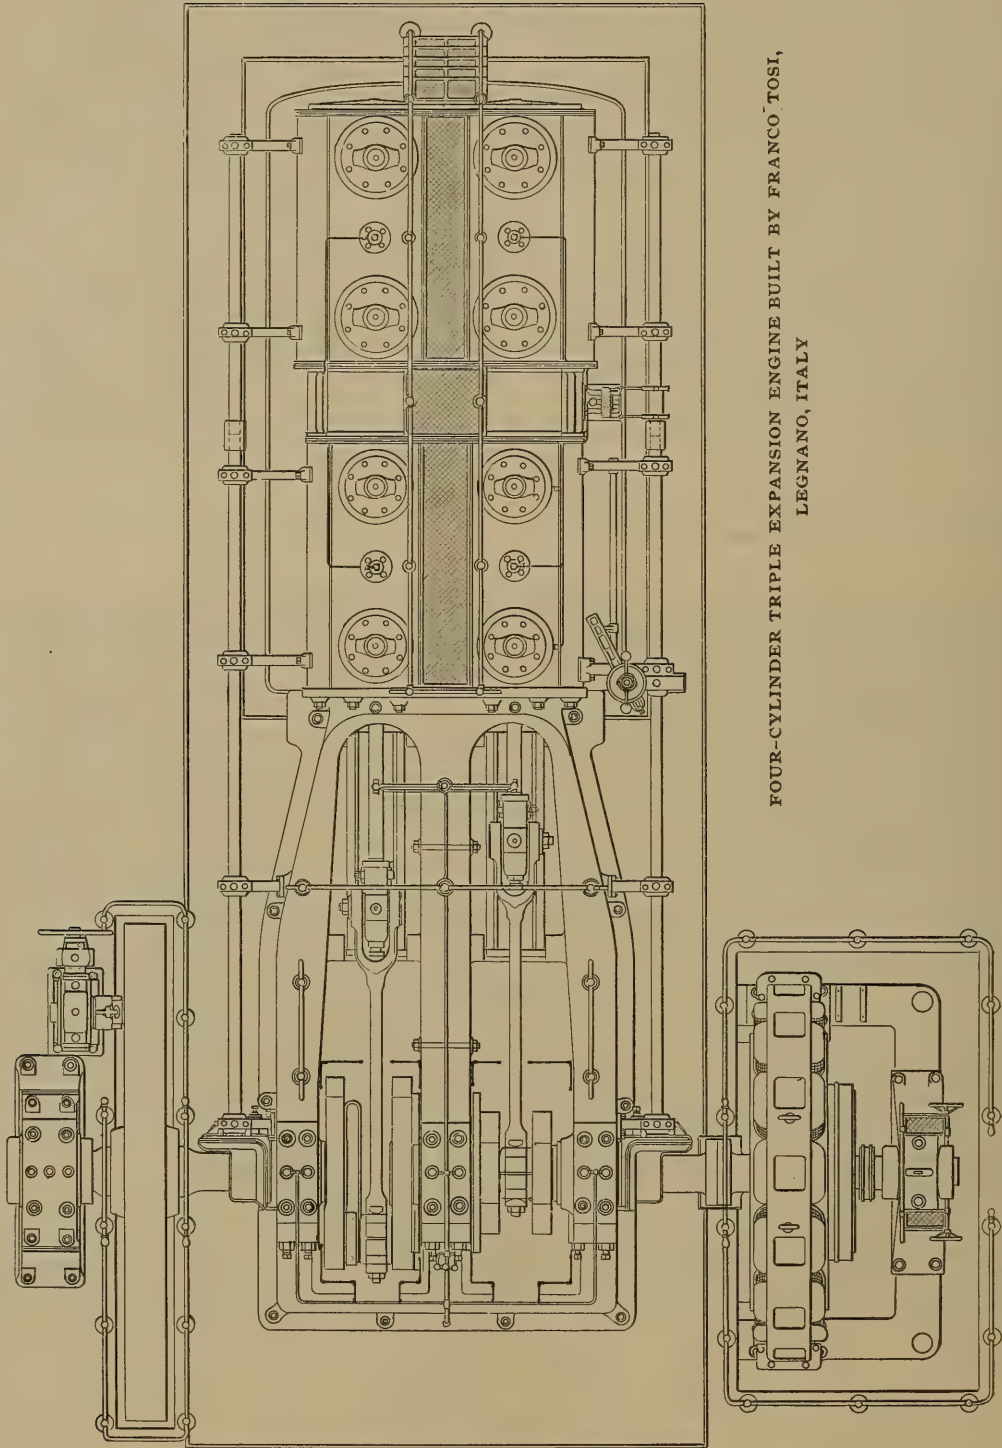 FOUR-CYLINDER TRIPLE EXPANSION ENGINE BUILT BY FRANCO TOSI,
LEGNANO, ITALY